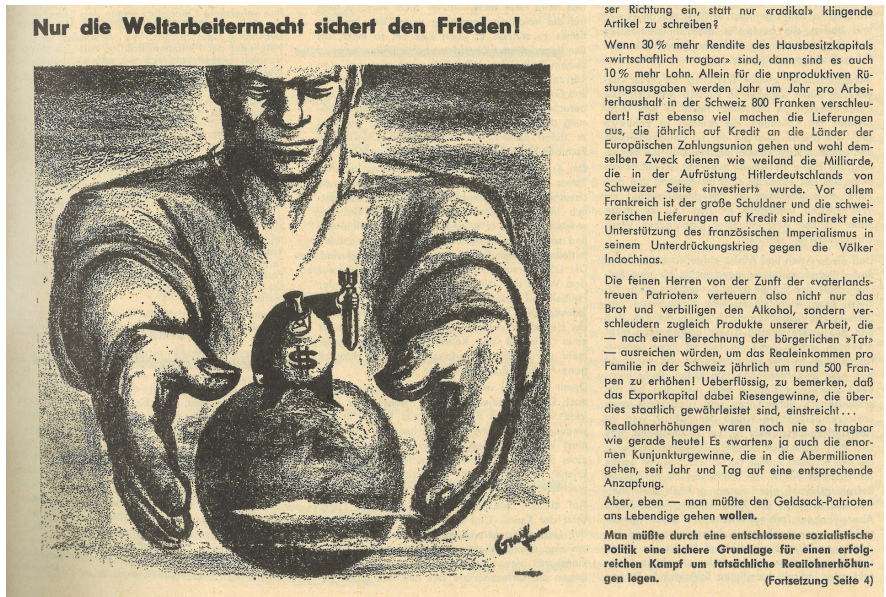 Nur die Weltarbeitermacht sichert den Frieden!
$
ser Richtung ein, statt nur «radikal» klingende
Artikel zu schreiben?
Wenn 30 % mehr Rendite des Hausbesitzkapitals
«wirtschaftlich tragbar» sind, dann sind es auch
10 % mehr Lohn. Allein für die unproduktiven Rü-
stungsausgaben werden Jahr um Jahr pro Arbei-
terhaushalt in der Schweiz 800 Franken verschleu-
dert! Fast ebenso viel machen die Lieferungen
aus, die jährlich auf Kredit an die Länder der
Europäischen Zahlungsunion gehen und wohl dem-
selben Zweck dienen wie weiland die Milliarde,
die in der Aufrüstung Hitlerdeutschlands von
Schweizer Seite «investiert» wurde. Vor allem
Frankreich ist der große Schuldner und die schwei-
zerischen Lieferungen auf Kredit sind indirekt eine
Unterstützung des französischen Imperialismus in
seinem Unterdrückungskrieg gegen die Völker
Indochinas.
Die feinen Herren von der Zunft der «vaterlands-
treuen Patrioten» verteuern also nicht nur das
Brot und verbilligen den Alkohol, sondern ver-
schleudern zugleich Produkte unserer Arbeit, die
— nach einer Berechnung der bürgerlichen »Tat»
— ausreichen würden, um das Realeinkommen pro
Familie in der Schweiz jährlich um rund 500 Fran-
pen zu erhöhen! Ueberflüssig, zu bemerken, daß
das Exportkapital dabei Riesengewinne, die über-
dies staatlich gewährleistet sind, einstreicht...
Reallohnerhöhungen waren noch nie so tragbar
wie gerade heute! Es «warten» ja auch die enor-
men Kunjunkturgewinne, die in die Abermillionen
gehen, seit Jahr und Tag auf eine entsprechende
Anzapfung.
Aber, eben — man müßte den Geldsack-Patrioten
ans Lebendige gehen wollen.
Man müßte durch eine entschlossene sozialistische
Politik eine sichere Grundlage für einen erfolg-
reichen Kampf um tatsächliche Reallohnerhöhun-
gen legen. (Fortsetzung Seite 4)